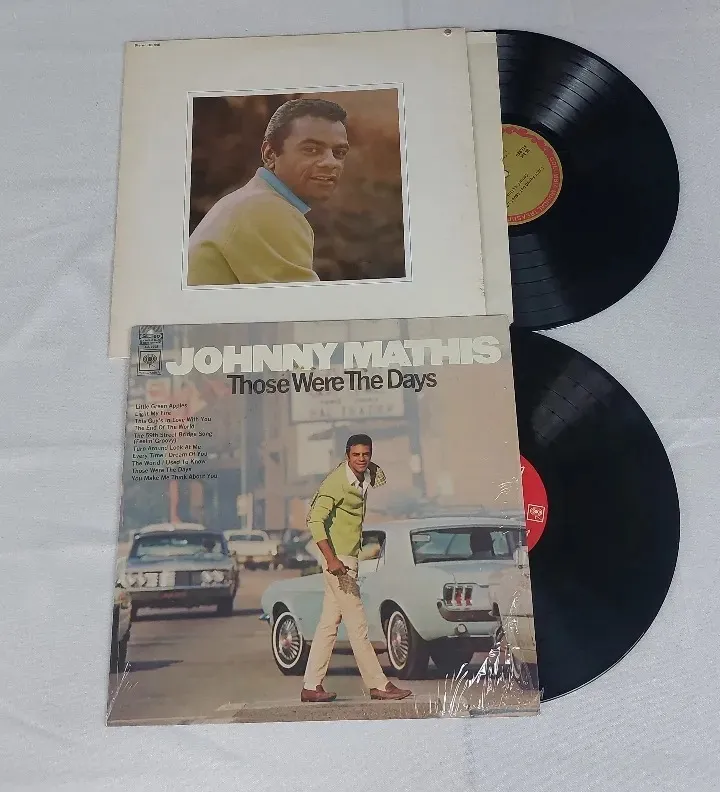 JOHNNY MATHIS
Those Were The Days
Little Green Apples
Light My Fire
This Guy's In Love With You
The End Of The World
The 59th Street Bridge Song
(Feelin' Groovy)
Turn Around Look At Me
Every Time I Dream Of You
The World I Used To Know
Those Were The Days
You Make Me Think About You